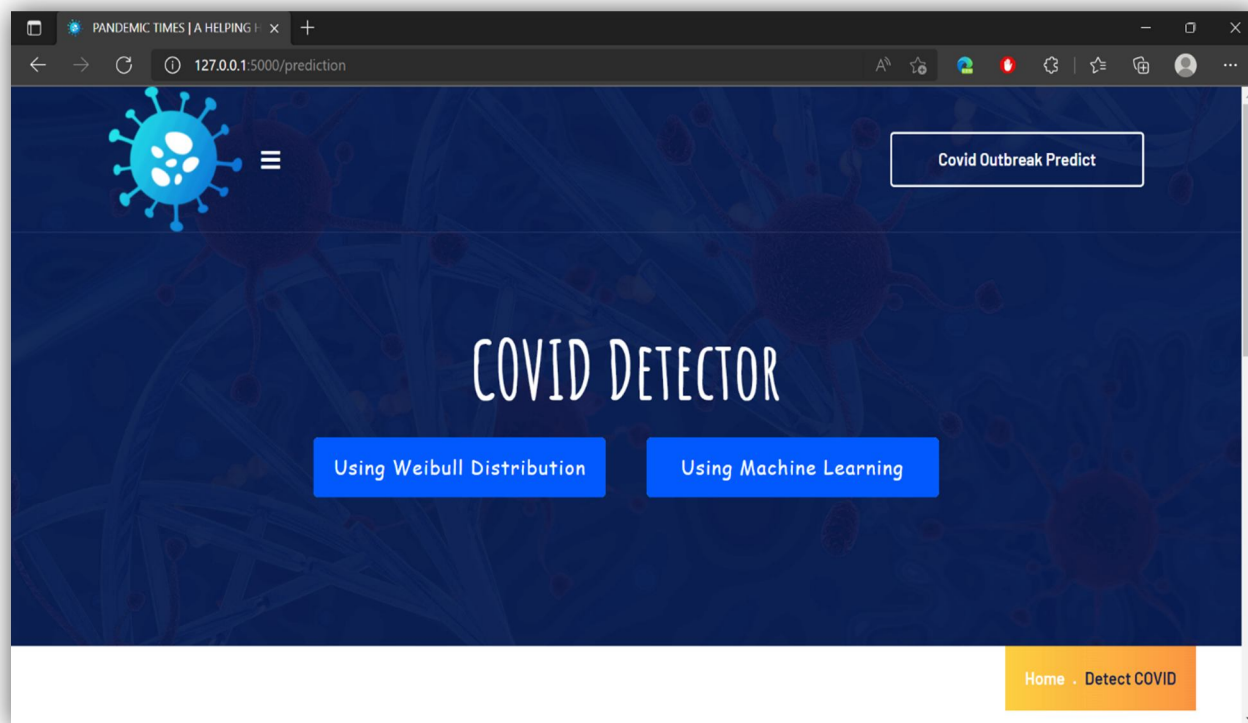 PANDEMIC TIMES | A HELPING H
127.0.0.1:5000/prediction
Covid Outbreak Predict
COVID Detector
Using Weibull Distribution
Using Machine Learning
Home . Detect COVID